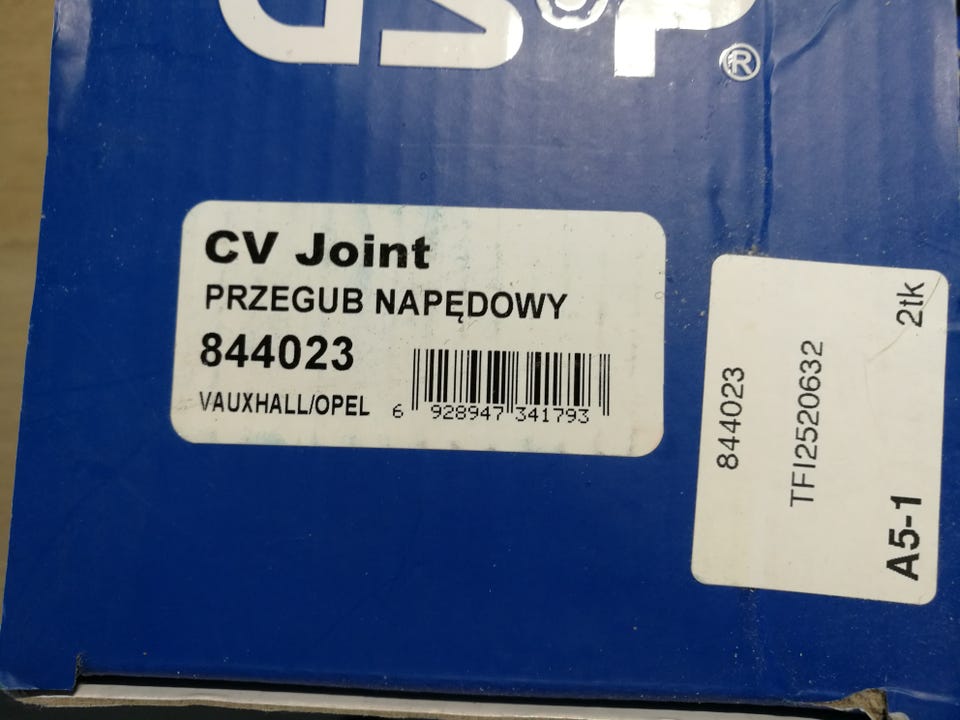 GSP®
CV Joint
PRZEGUB NAPĘDOWY
844023
VAUXHALL/OPEL
6 928947 341793
844023
TFI2520632
A5-1 2tk